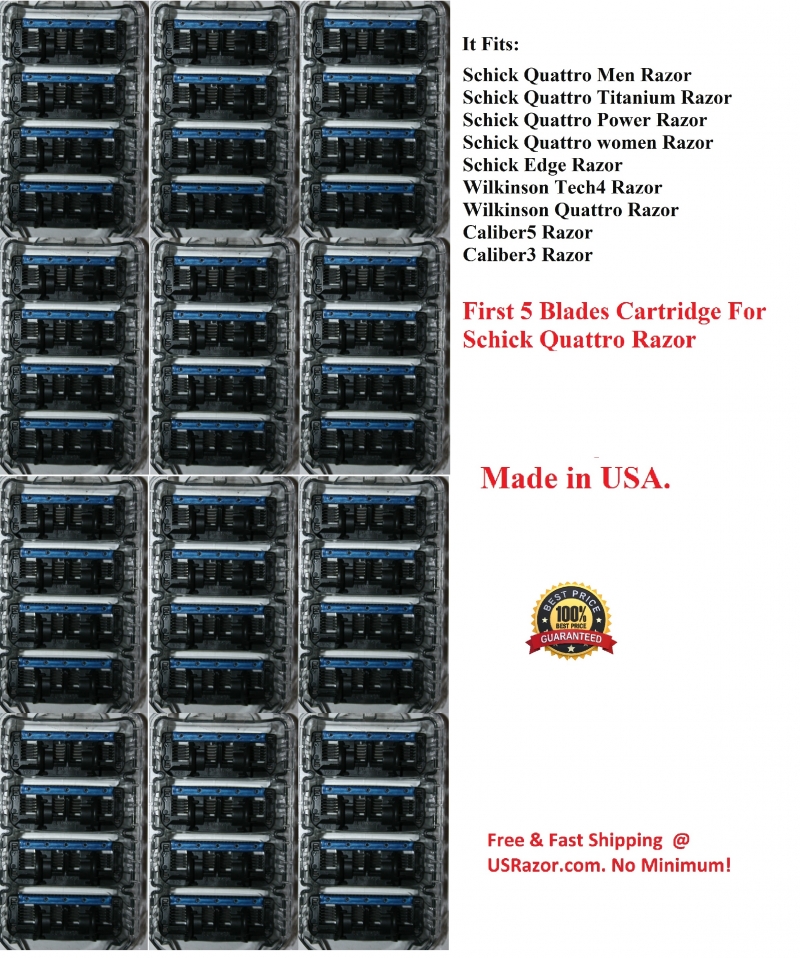 It Fits:
Schick Quattro Men Razor
Schick Quattro Titanium Razor
Schick Quattro Power Razor
Schick Quattro women Razor
Schick Edge Razor
Wilkinson Tech4 Razor
Wilkinson Quattro Razor
Caliber5 Razor
Caliber3 Razor
First 5 Blades Cartridge For
Schick Quattro Razor
Made in USA.
BEST PRICE
100%
BEST PRICE
GUARANTEED
Free & Fast Shipping @
USRazor.com. No Minimum!